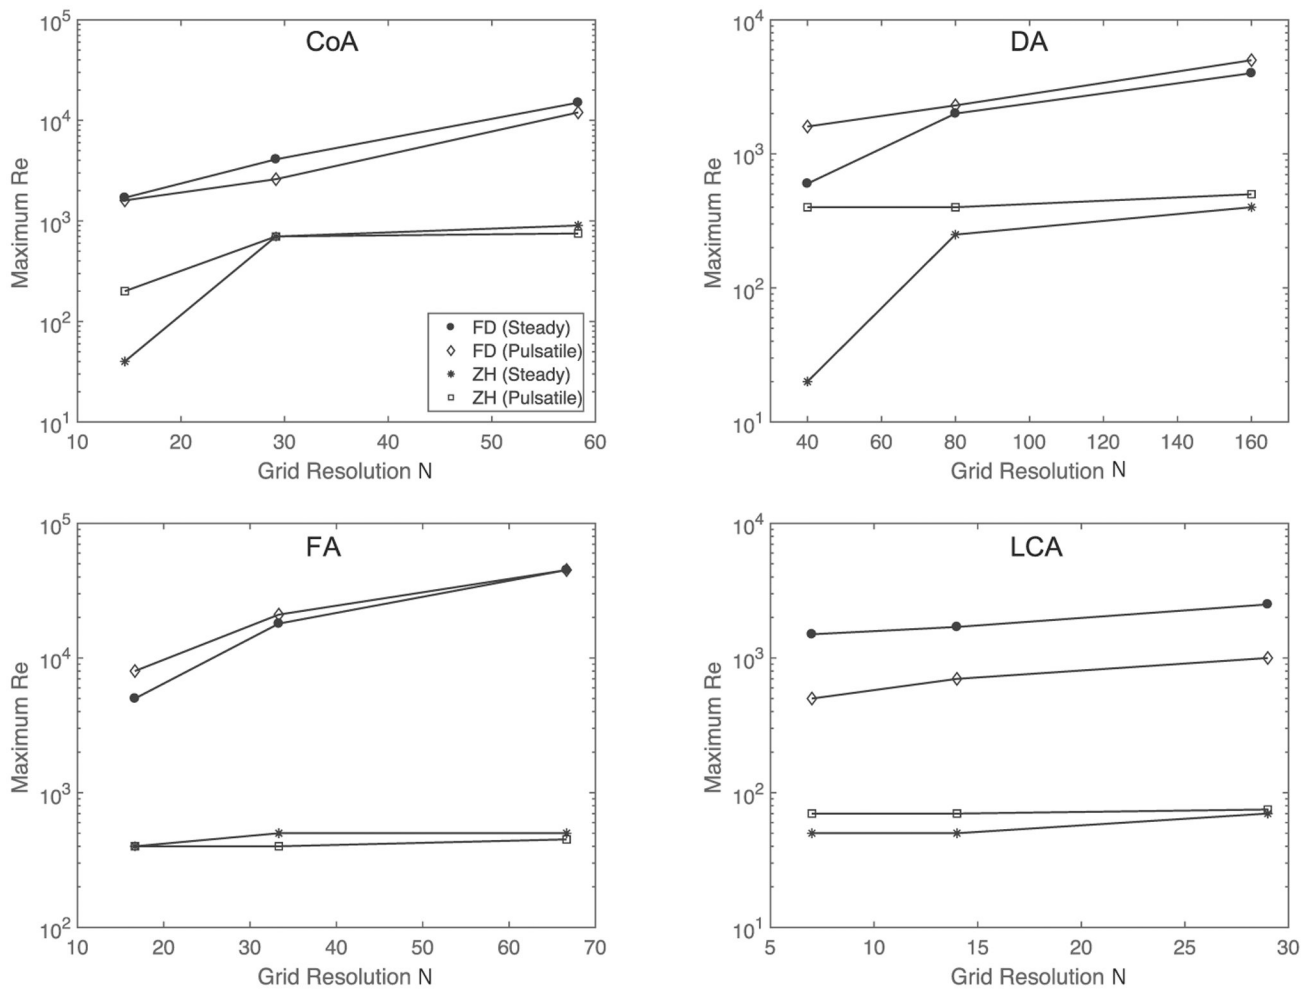 CoA
10^5
10^4
10^3
10^2
10^1
Maximum Re
FD (Steady)
FD (Pulsatile)
ZH (Steady)
ZH (Pulsatile)
10 20 30 40 50 60
Grid Resolution N
DA
10^4
10^3
10^2
10^1
Maximum Re
40 60 80 100 120 140 160
Grid Resolution N
FA
10^5
10^4
10^3
10^2
Maximum Re
10 20 30 40 50 60 70
Grid Resolution N
LCA
10^4
10^3
10^2
10^1
Maximum Re
5 10 15 20 25 30
Grid Resolution N